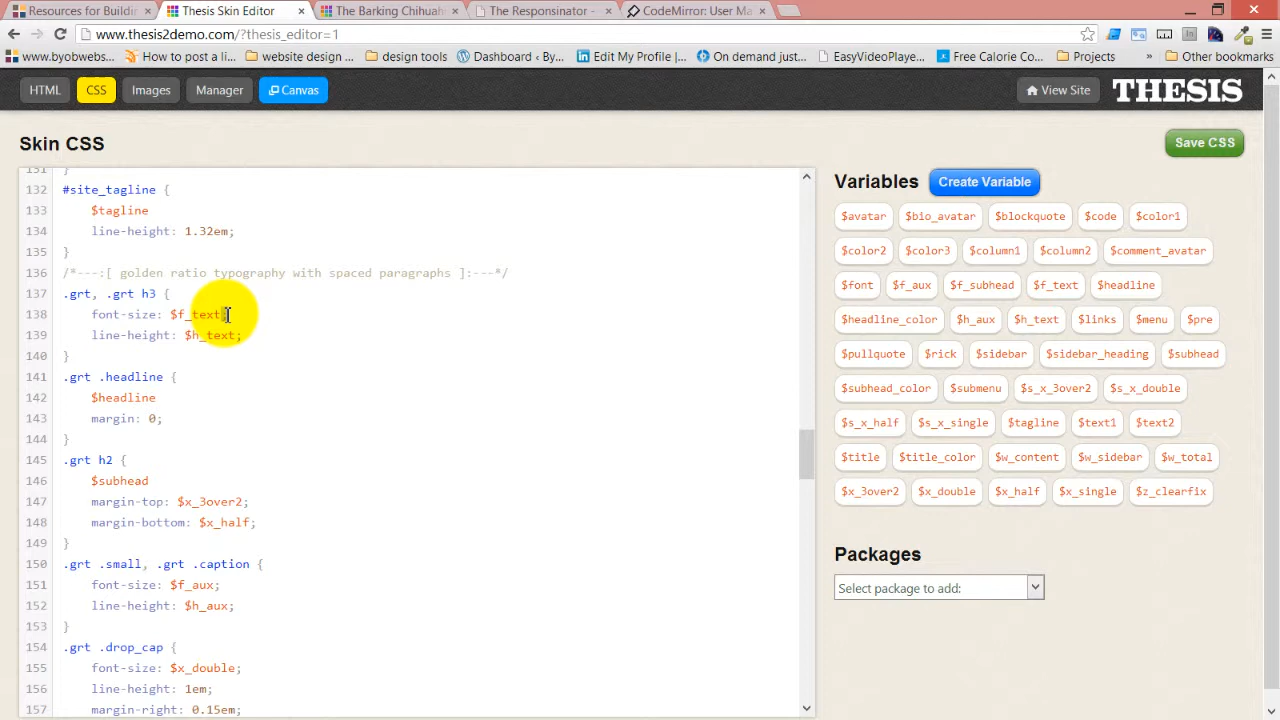 Resources for Buildin
Thesis Skin Editor
The Barking Chihuah
The Responsinator -
CodeMirror: User Ma
www.thesis2demo.com/?thesis_editor=1
www.byobwebs...
How to post a li...
website design ...
design tools
Dashboard ‹ By...
Edit My Profile |...
On demand just...
EasyVideoPlaye...
Free Calorie Co...
Projects
»
Other bookmarks
HTML
CSS
Images
Manager
Canvas
View Site
THESIS
Skin CSS
Save CSS
131 }
132 #site_tagline {
133 $tagline
134 line-height: 1.32em;
135 }
136 /*---:[ golden ratio typography with spaced paragraphs ]:---*/
137 .grt, .grt h3 {
138 font-size: $f_text;
139 line-height: $h_text;
140 }
141 .grt .headline {
142 $headline
143 margin: 0;
144 }
145 .grt h2 {
146 $subhead
147 margin-top: $x_3over2;
148 margin-bottom: $x_half;
149 }
150 .grt .small, .grt .caption {
151 font-size: $f_aux;
152 line-height: $h_aux;
153 }
154 .grt .drop_cap {
155 font-size: $x_double;
156 line-height: 1em;
157 margin-right: 0.15em;
Variables
Create Variable
$avatar $bio_avatar $blockquote $code $color1
$color2 $color3 $column1 $column2 $comment_avatar
$font $f_aux $f_subhead $f_text $headline
$headline_color $h_aux $h_text $links $menu $pre
$pullquote $rick $sidebar $sidebar_heading $subhead
$subhead_color $submenu $s_x_3over2 $s_x_double
$s_x_half $s_x_single $tagline $text1 $text2
$title $title_color $w_content $w_sidebar $w_total
$x_3over2 $x_double $x_half $x_single $z_clearfix
Packages
Select package to add: